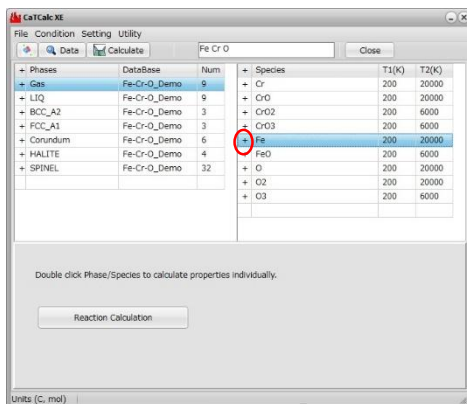 CaTCalc XE
File Condition Setting Utility
Data Calculate Fe Cr O Close
+ Phases DataBase Num
+ Gas Fe-Cr-O_Demo 9
+ LIQ Fe-Cr-O_Demo 9
+ BCC_A2 Fe-Cr-O_Demo 3
+ FCC_A1 Fe-Cr-O_Demo 3
+ Corundum Fe-Cr-O_Demo 6
+ HALITE Fe-Cr-O_Demo 4
+ SPINEL Fe-Cr-O_Demo 32
+ Species T1(K) T2(K)
+ Cr 200 20000
+ CrO 200 20000
+ CrO2 200 6000
+ CrO3 200 6000
+ Fe 200 20000
+ FeO 200 6000
+ O 200 20000
+ O2 200 20000
+ O3 200 6000
Double click Phase/Species to calculate properties individually.
Reaction Calculation
Units (C, mol)